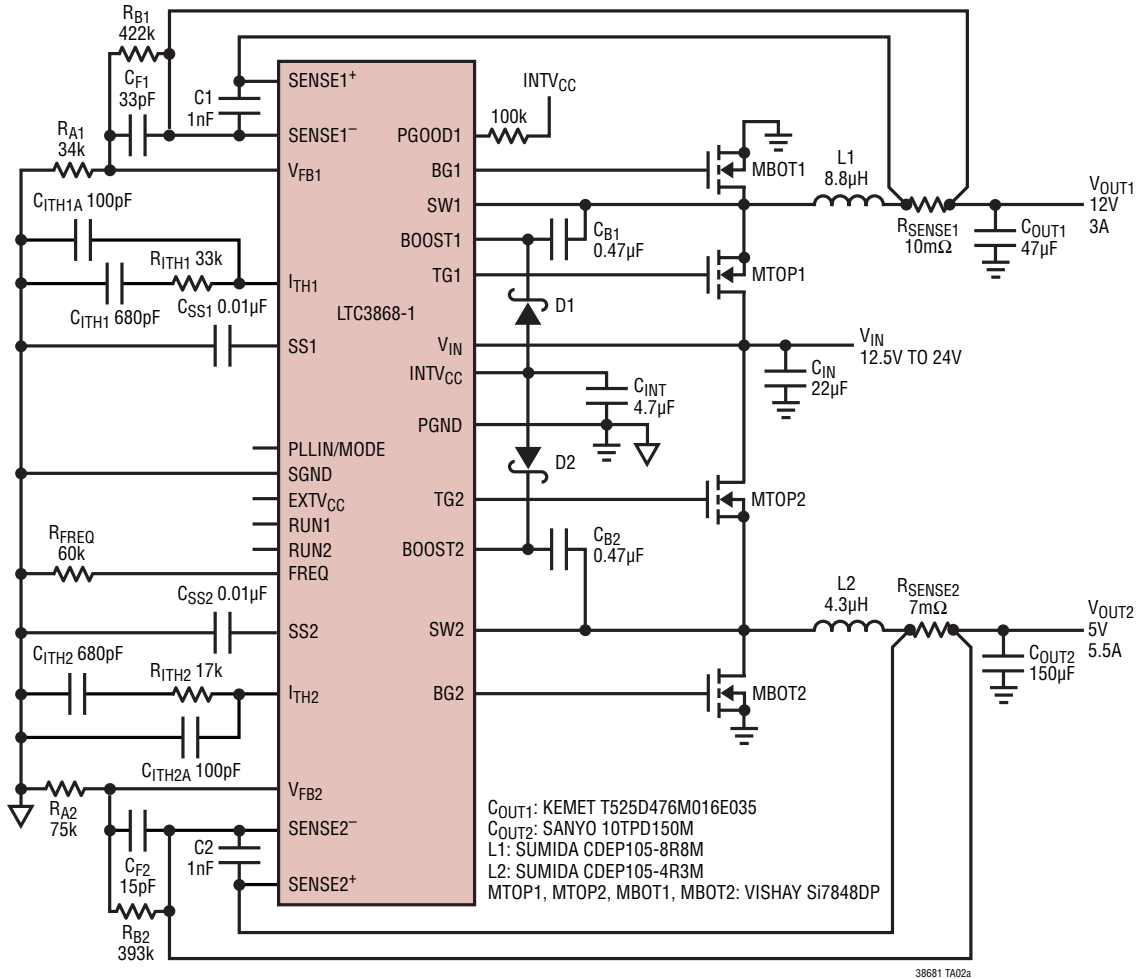 RB1
422k
CF1
33pF
C1
1nF
RA1
34k
CITH1A 100pF
RITH1 33k
CITH1 680pF
CSS1 0.01µF
RFREQ
60k
CSS2 0.01µF
CITH2 680pF
RITH2 17k
CITH2A 100pF
RA2
75k
CF2
15pF
C2
1nF
RB2
393k
SENSE1+
SENSE1–
VFB1
ITH1
LTC3868-1
SS1
PLLIN/MODE
SGND
EXTVCC
RUN1
RUN2
FREQ
SS2
ITH2
VFB2
SENSE2–
SENSE2+
PGOOD1
BG1
SW1
BOOST1
TG1
VIN
INTVCC
PGND
TG2
BOOST2
SW2
BG2
INTVCC
100k
MBOT1
L1
8.8µH
RSENSE1
10mΩ
COUT1
47µF
VOUT1
12V
3A
CB1
0.47µF
MTOP1
D1
VIN
12.5V TO 24V
CIN
22µF
CINT
4.7µF
D2
MTOP2
CB2
0.47µF
L2
4.3µH
RSENSE2
7mΩ
VOUT2
5V
5.5A
COUT2
150µF
MBOT2
COUT1: KEMET T525D476M016E035
COUT2: SANYO 10TPD150M
L1: SUMIDA CDEP105-8R8M
L2: SUMIDA CDEP105-4R3M
MTOP1, MTOP2, MBOT1, MBOT2: VISHAY Si7848DP
38681 TA02a